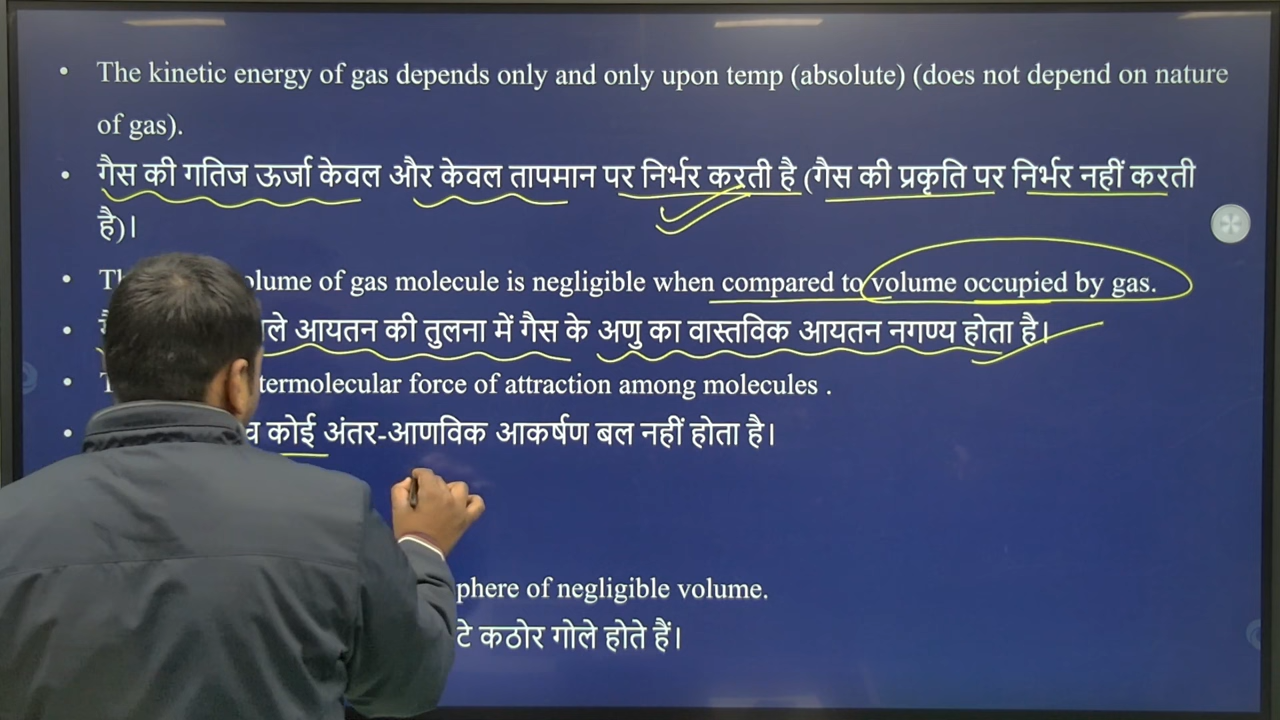 • The kinetic energy of gas depends only and only upon temp (absolute) (does not depend on nature
of gas).
• गैस की गतिज ऊर्जा केवल और केवल तापमान पर निर्भर करती है (गैस की प्रकृति पर निर्भर नहीं करती
है)।
• of gas molecule is negligible when compared to volume occupied by gas.
• आयतन की तुलना में गैस के अणु का वास्तविक आयतन नगण्य होता है।
• force of attraction among molecules .
• कोई अंतर-आणविक आकर्षण बल नहीं होता है।
of negligible volume.
कठोर गोले होते हैं।